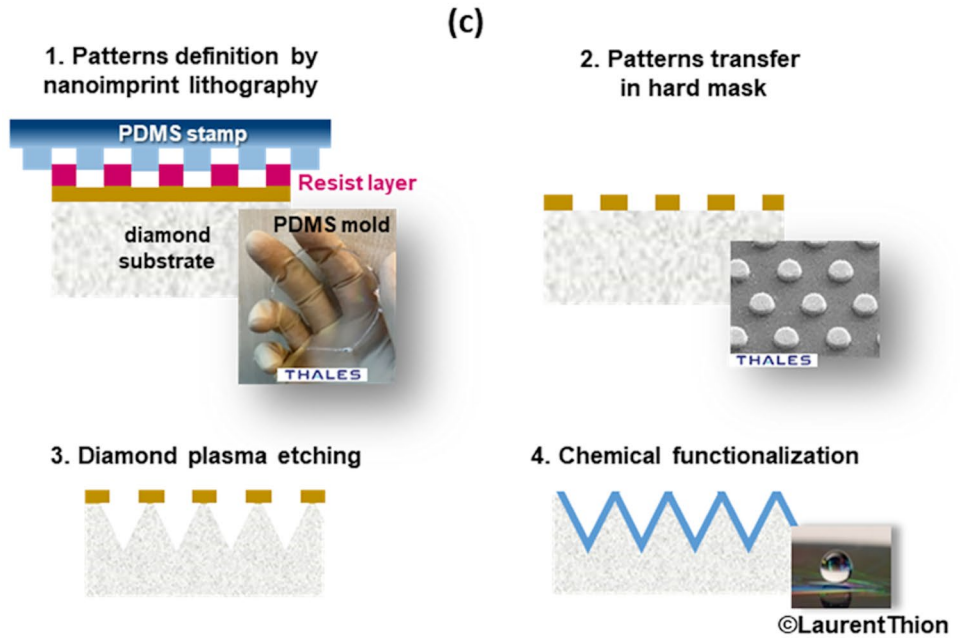 (c)
1. Patterns definition by
nanoimprint lithography
PDMS stamp
Resist layer
diamond
substrate
PDMS mold
THALES
2. Patterns transfer
in hard mask
THALES
3. Diamond plasma etching
4. Chemical functionalization
©LaurentThion